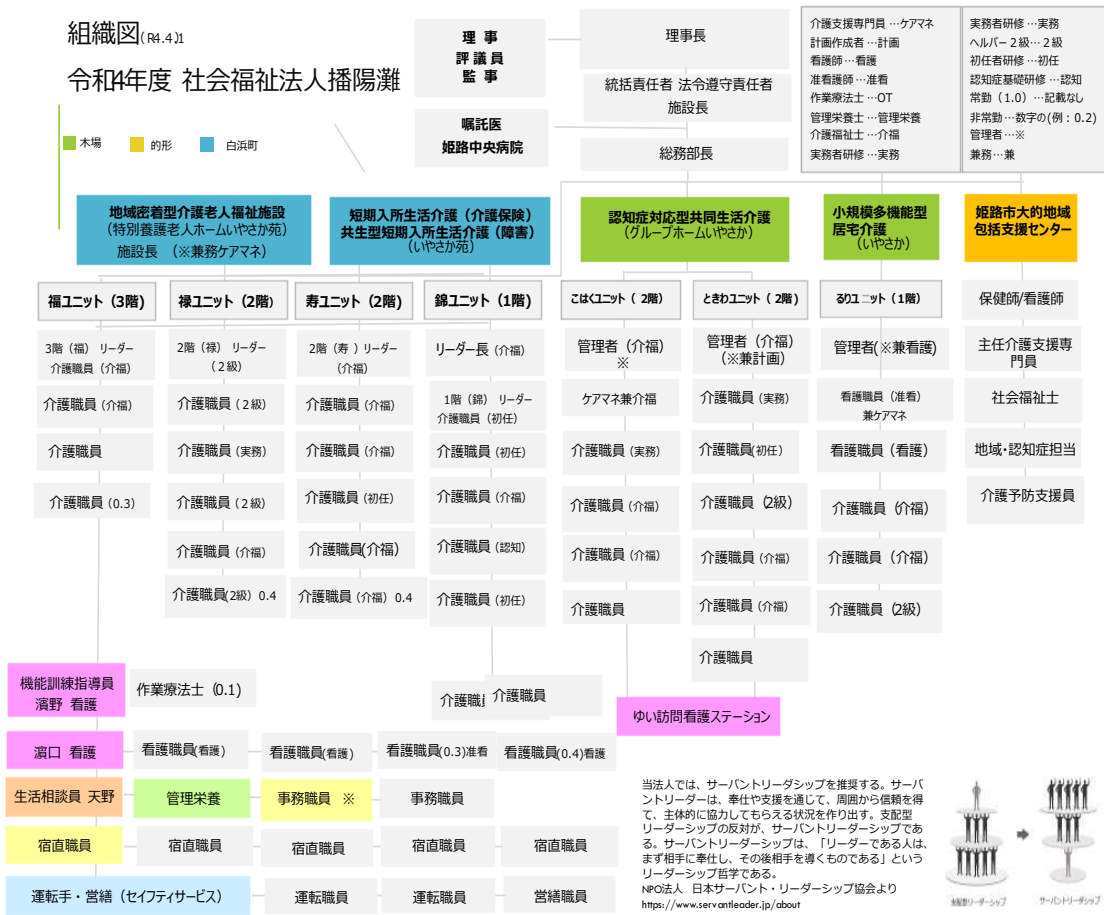 組織図(R4.4)1
令和4年度 社会福祉法人播陽灘
木場
的形
白浜町
理 事
評 議 員
監 事
嘱託医
姫路中央病院
理事長
統括責任者 法令遵守責任者
施設長
総務部長
介護支援専門員…ケアマネ
計画作成者…計画
看護師…看護
准看護師…准看
作業療法士…OT
管理栄養士…管理栄養
介護福祉士…介福
実務者研修…実務
実務者研修…実務
ヘルパー2級…2級
初任者研修…初任
認知症基礎研修…認知
常勤(1.0)…記載なし
非常勤…数字の(例:0.2)
管理者…※
兼務…兼
地域密着型介護老人福祉施設
(特別養護老人ホームいやさか苑)
施設長 (※兼務ケアマネ)
短期入所生活介護(介護保険)
共生型短期入所生活介護(障害)
(いやさか苑)
認知症対応型共同生活介護
(グループホームいやさか)
小規模多機能型
居宅介護
(いやさか)
姫路市大的地域
包括支援センター
福ユニット(3階)
3階(福) リーダー
介護職員(介福)
介護職員(介福)
介護職員
介護職員(0.3)
禄ユニット(2階)
2階(禄) リーダー
(2級)
介護職員(2級)
介護職員(実務)
介護職員(2級)
介護職員(介福)
介護職員(2級) 0.4
寿ユニット(2階)
2階(寿)リーダー
(介福)
介護職員(介福)
介護職員(介福)
介護職員(初任)
介護職員(介福)
介護職員(介福) 0.4
錦ユニット(1階)
リーダー長(介福)
1階(錦) リーダー
介護職員(初任)
介護職員(初任)
介護職員(介福)
介護職員(認知)
介護職員(初任)
介護職員
介護職員
こはくユニット(2階)
管理者(介福)
※
ケアマネ兼介福
介護職員(実務)
介護職員(介福)
介護職員(介福)
介護職員
ときわユニット(2階)
管理者(介福)
(※兼計画)
介護職員(実務)
介護職員(初任)
介護職員(2級)
介護職員(介福)
介護職員(介福)
介護職員
るりユニット(1階)
管理者(※兼看護)
看護職員(准看)
兼ケアマネ
看護職員(看護)
介護職員(介福)
介護職員(介福)
介護職員(2級)
保健師/看護師
主任介護支援専
門員
社会福祉士
地域・認知症担当
介護予防支援員
機能訓練指導員
濱野 看護
作業療法士(0.1)
ゆい訪問看護ステーション
濵口 看護
看護職員(看護)
看護職員(看護)
看護職員(0.3)准看
看護職員(0.4)看護
生活相談員 天野
管理栄養
事務職員 ※
事務職員
宿直職員
宿直職員
宿直職員
宿直職員
宿直職員
運転手・営繕(セイフティサービス)
運転職員
運転職員
営繕職員
当法人では、サーバントリーダシップを推奨する。サーバ
ントリーダーは、奉仕や支援を通じて、周囲から信頼を得
て、主体的に協力してもらえる状況を作り出す。支配型
リーダーシップの反対が、サーバントリーダーシップであ
る。サーバントリーダーシップは、「リーダーである人は、
まず相手に奉仕し、その後相手を導くものである」という
リーダーシップ哲学である。
NPO法人 日本サーバント・リーダーシップ協会より
https://www.servantleader.jp/about
支配型リーダーシップ
サーバントリーダシップ